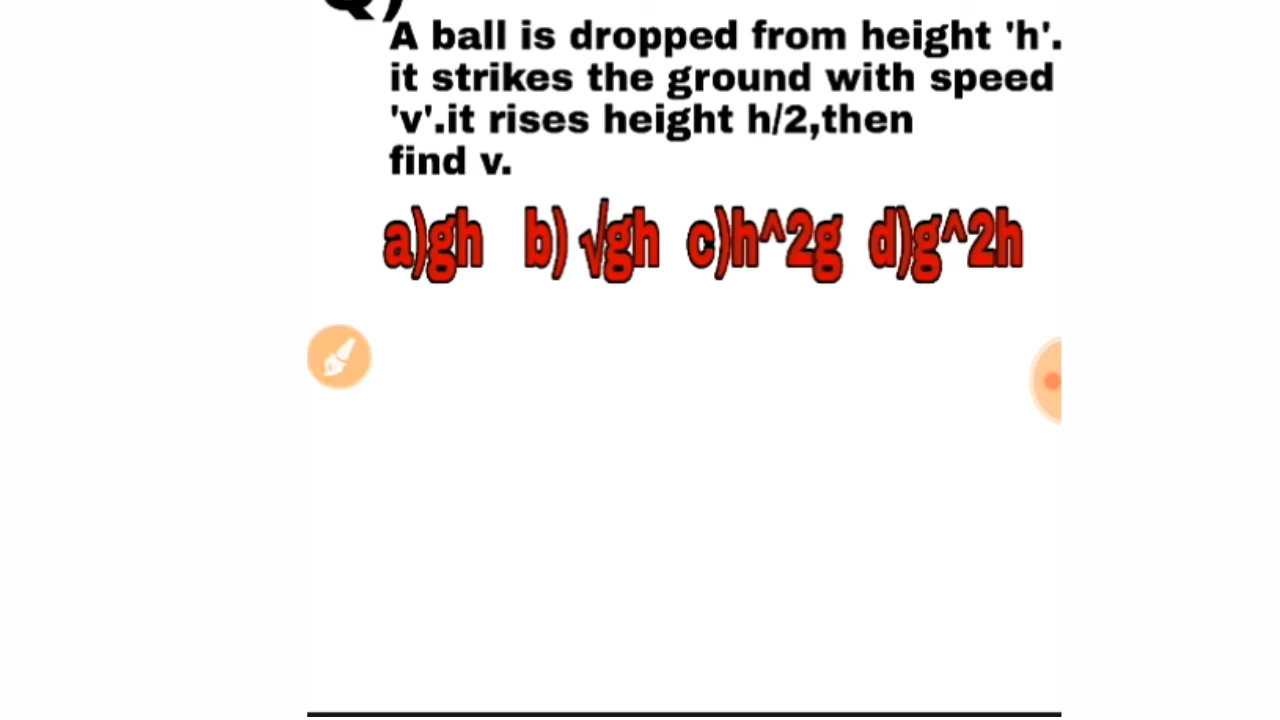 Q)
A ball is dropped from height 'h'.
it strikes the ground with speed
'v'.it rises height h/2,then
find v.
a)gh b) √gh c)h^2g d)g^2h